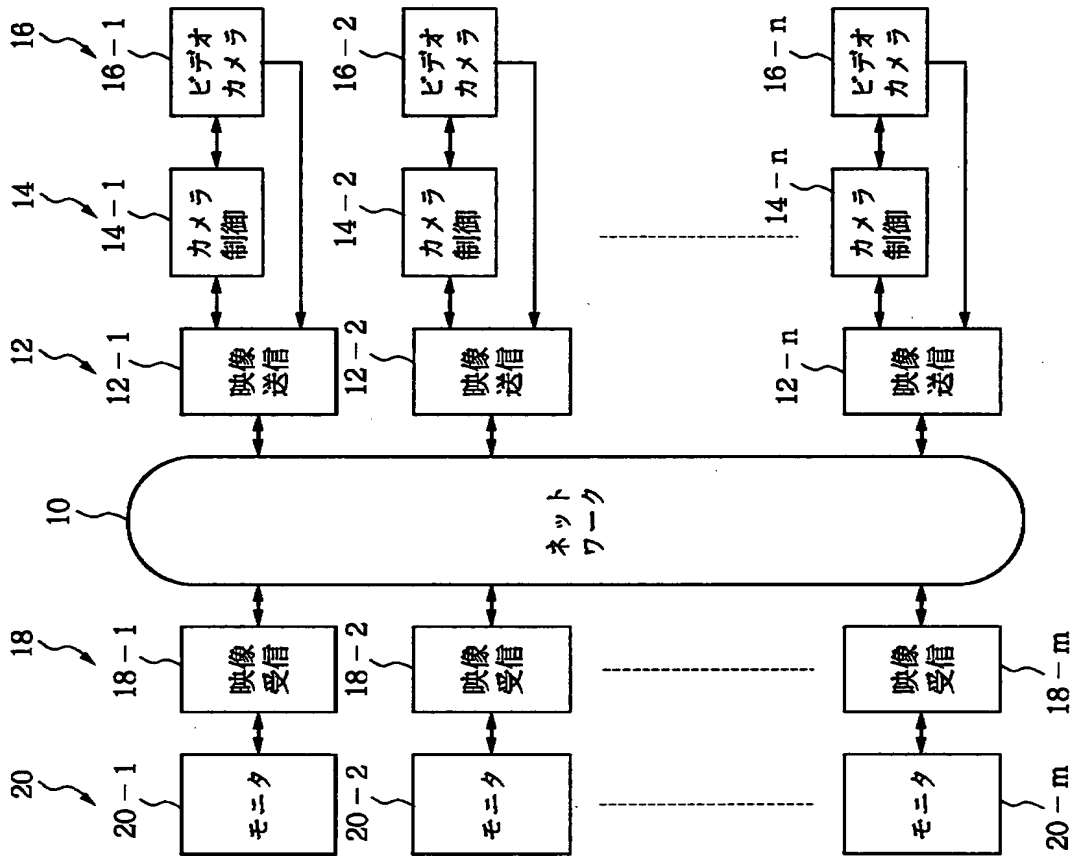 20-m
20-2
20-1
20
モニタ
モニタ
モニタ
18-m
18-2
18-1
18
映像
受信
映像
受信
映像
受信
10
ネット
ワーク
12-n
12-2
12-1
12
映像
送信
映像
送信
映像
送信
14-n
14-2
14-1
14
カメラ
制御
カメラ
制御
カメラ
制御
16-n
16-2
16-1
16
ビデオ
カメラ
ビデオ
カメラ
ビデオ
カメラ